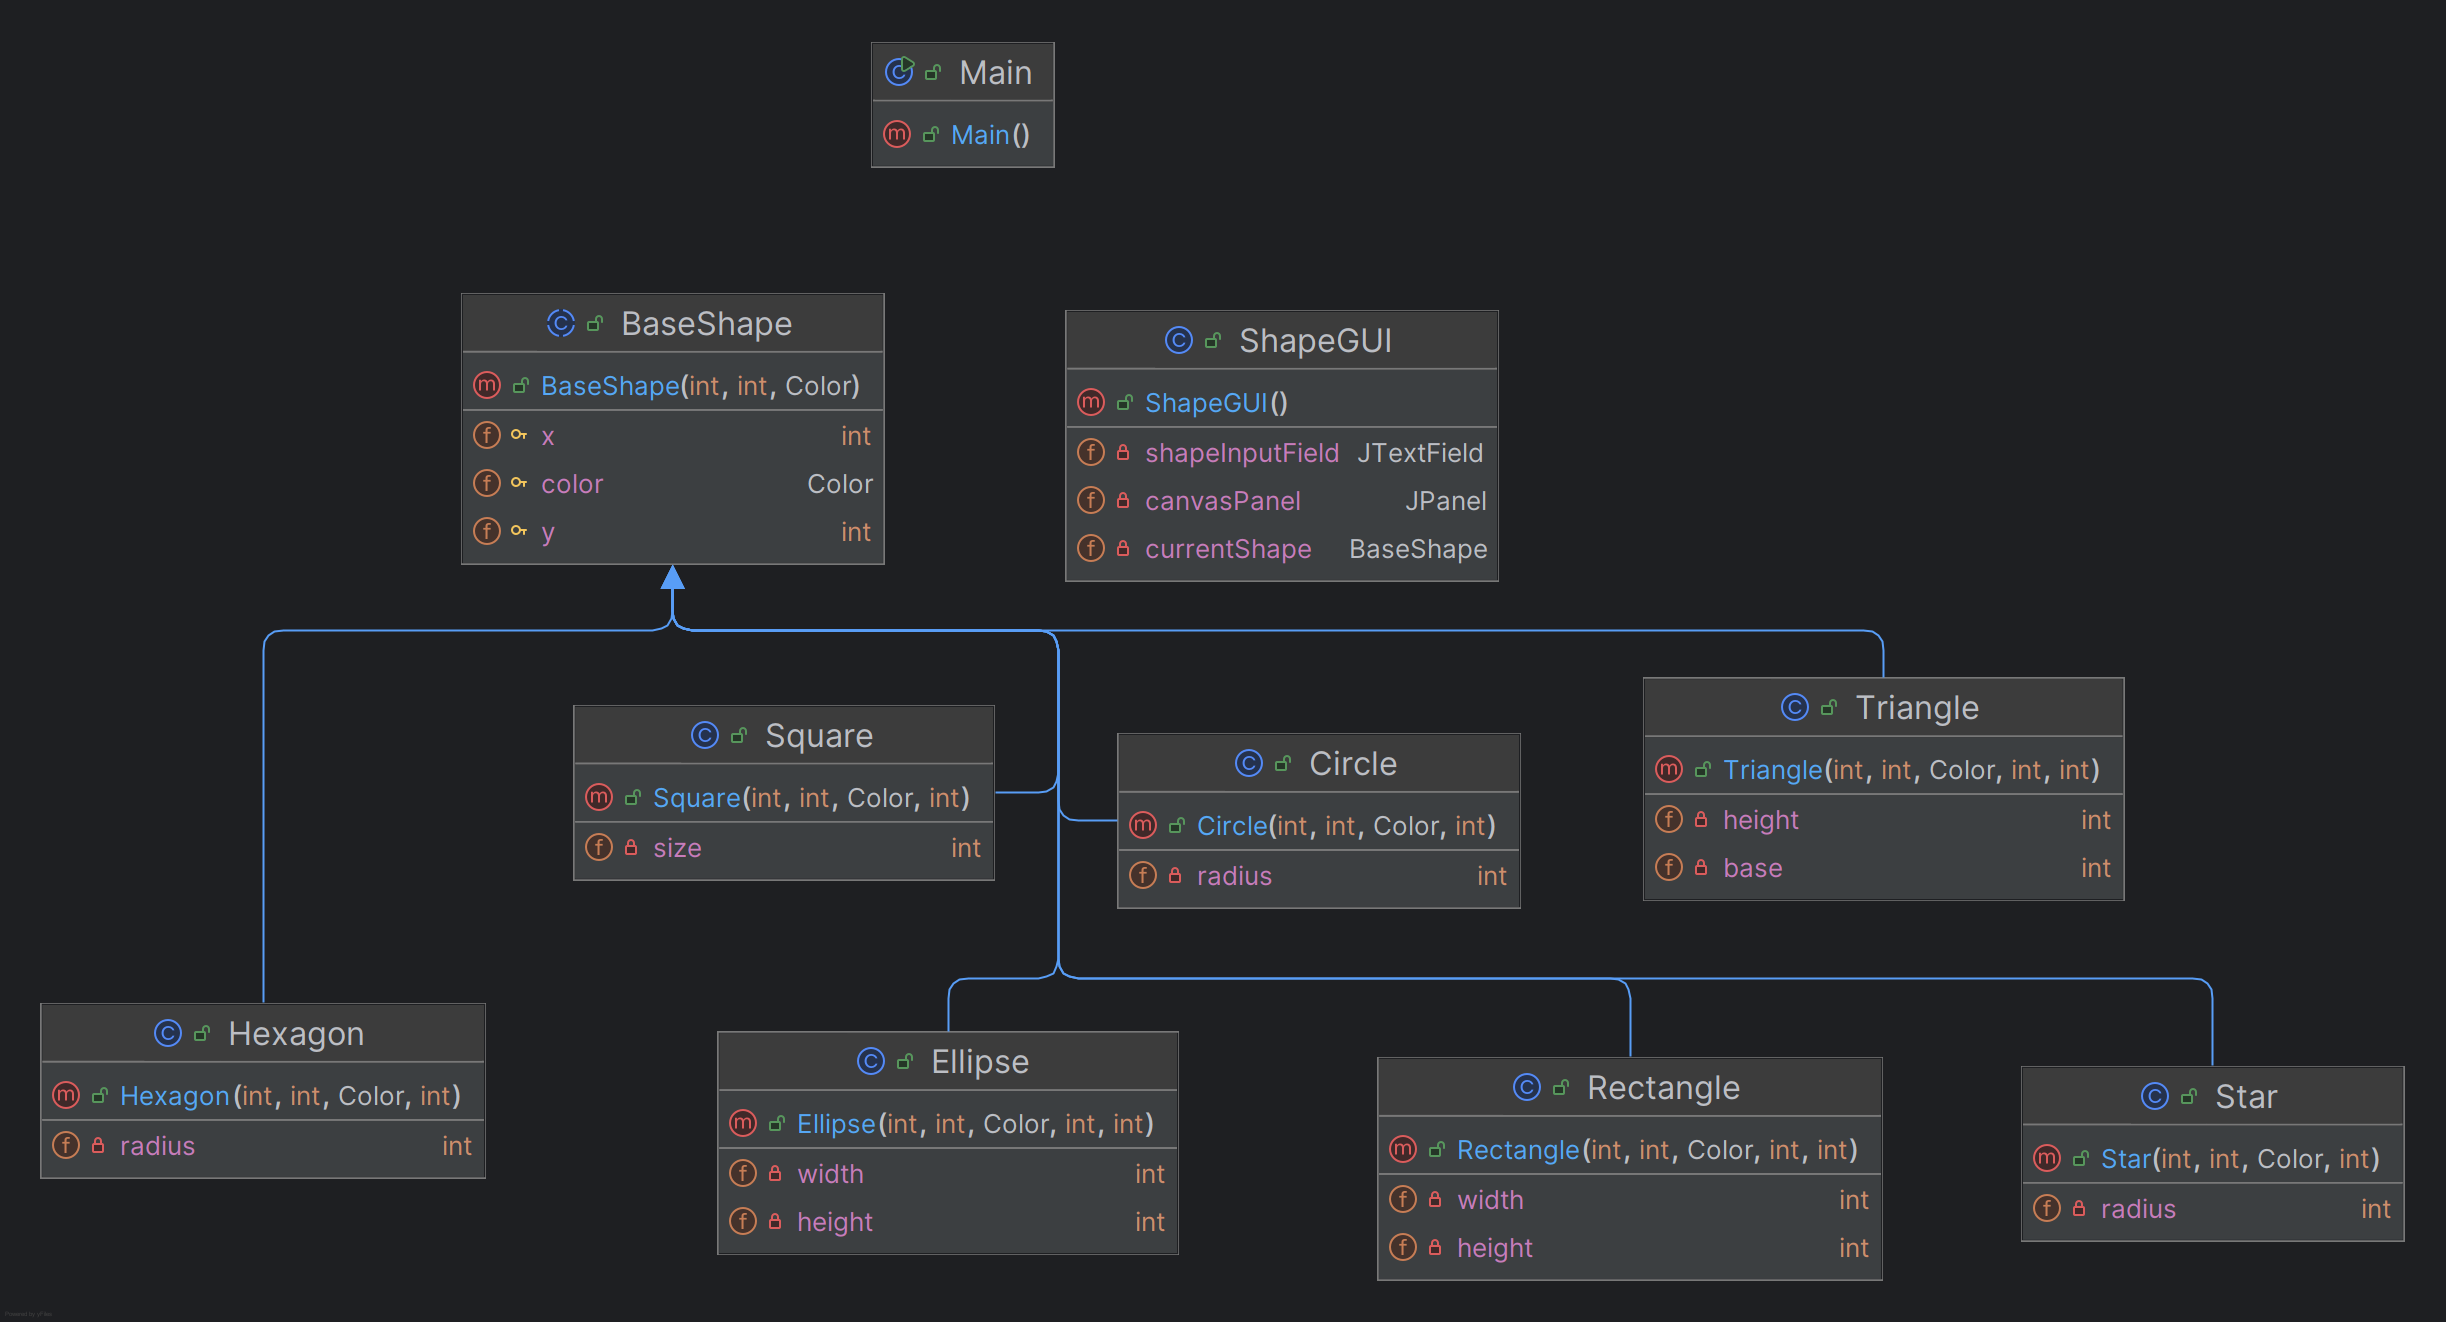 Main
Main()
BaseShape
BaseShape(int, int, Color)
x int
color Color
y int
ShapeGUI
ShapeGUI()
shapeInputField JTextField
canvasPanel JPanel
currentShape BaseShape
Square
Square(int, int, Color, int)
size int
Circle
Circle(int, int, Color, int)
radius int
Triangle
Triangle(int, int, Color, int, int)
height int
base int
Hexagon
Hexagon(int, int, Color, int)
radius int
Ellipse
Ellipse(int, int, Color, int, int)
width int
height int
Rectangle
Rectangle(int, int, Color, int, int)
width int
height int
Star
Star(int, int, Color, int)
radius int
Powered by yFiles